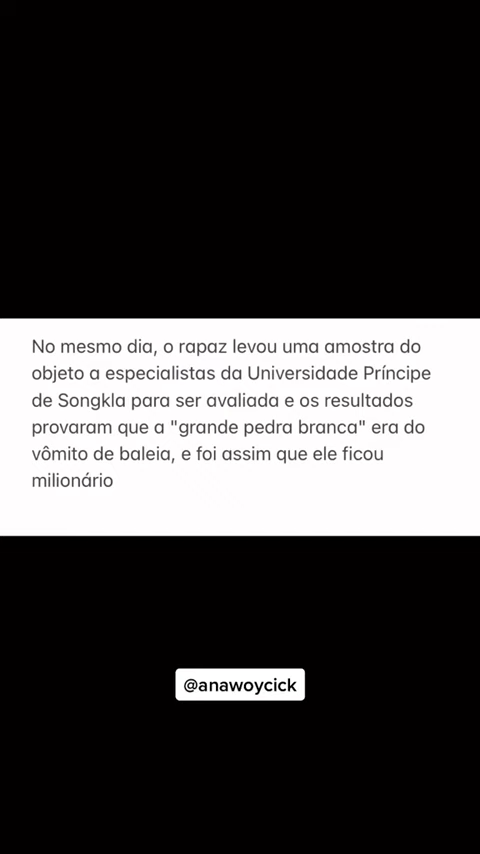 No mesmo dia, o rapaz levou uma amostra do
objeto a especialistas da Universidade Príncipe
de Songkla para ser avaliada e os resultados
provaram que a "grande pedra branca" era do
vômito de baleia, e foi assim que ele ficou
milionário
@anawoycick